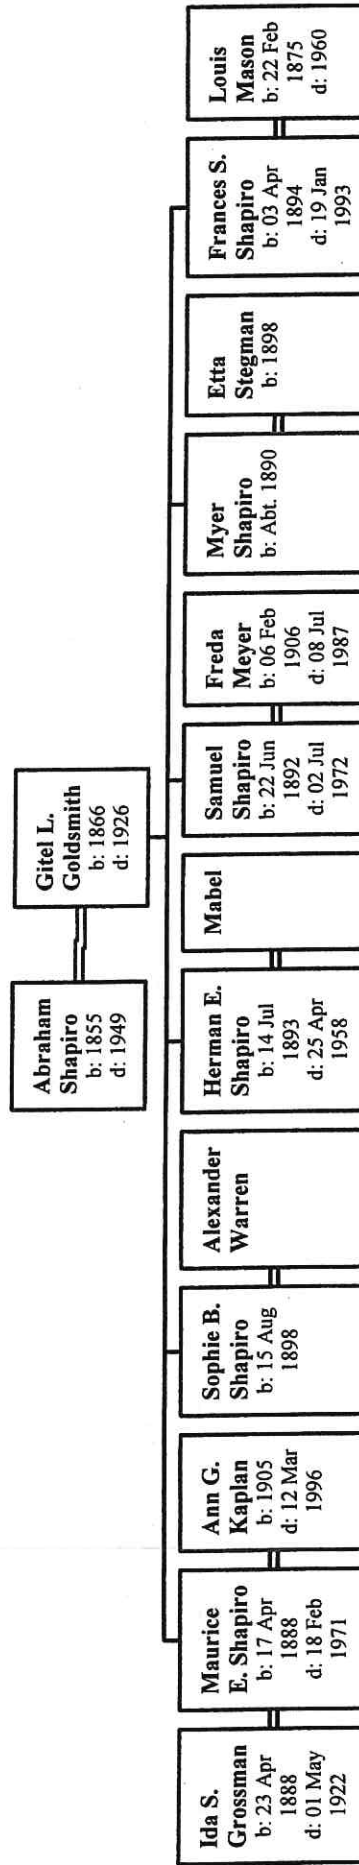 Abraham
Shapiro
b: 1855
d: 1949
Gitel L.
Goldsmith
b: 1866
d: 1926
Ida S.
Grossman
b: 23 Apr
1888
d: 01 May
1922
Maurice
E. Shapiro
b: 17 Apr
1888
d: 18 Feb
1971
Ann G.
Kaplan
b: 1905
d: 12 Mar
1996
Sophie B.
Shapiro
b: 15 Aug
1898
Alexander
Warren
Herman E.
Shapiro
b: 14 Jul
1893
d: 25 Apr
1958
Mabel
Samuel
Shapiro
b: 22 Jun
1892
d: 02 Jul
1972
Freda
Meyer
b: 06 Feb
1906
d: 08 Jul
1987
Myer
Shapiro
b: Abt. 1890
Etta
Stegman
b: 1898
Frances S.
Shapiro
b: 03 Apr
1894
d: 19 Jan
1993
Louis
Mason
b: 22 Feb
1875
d: 1960